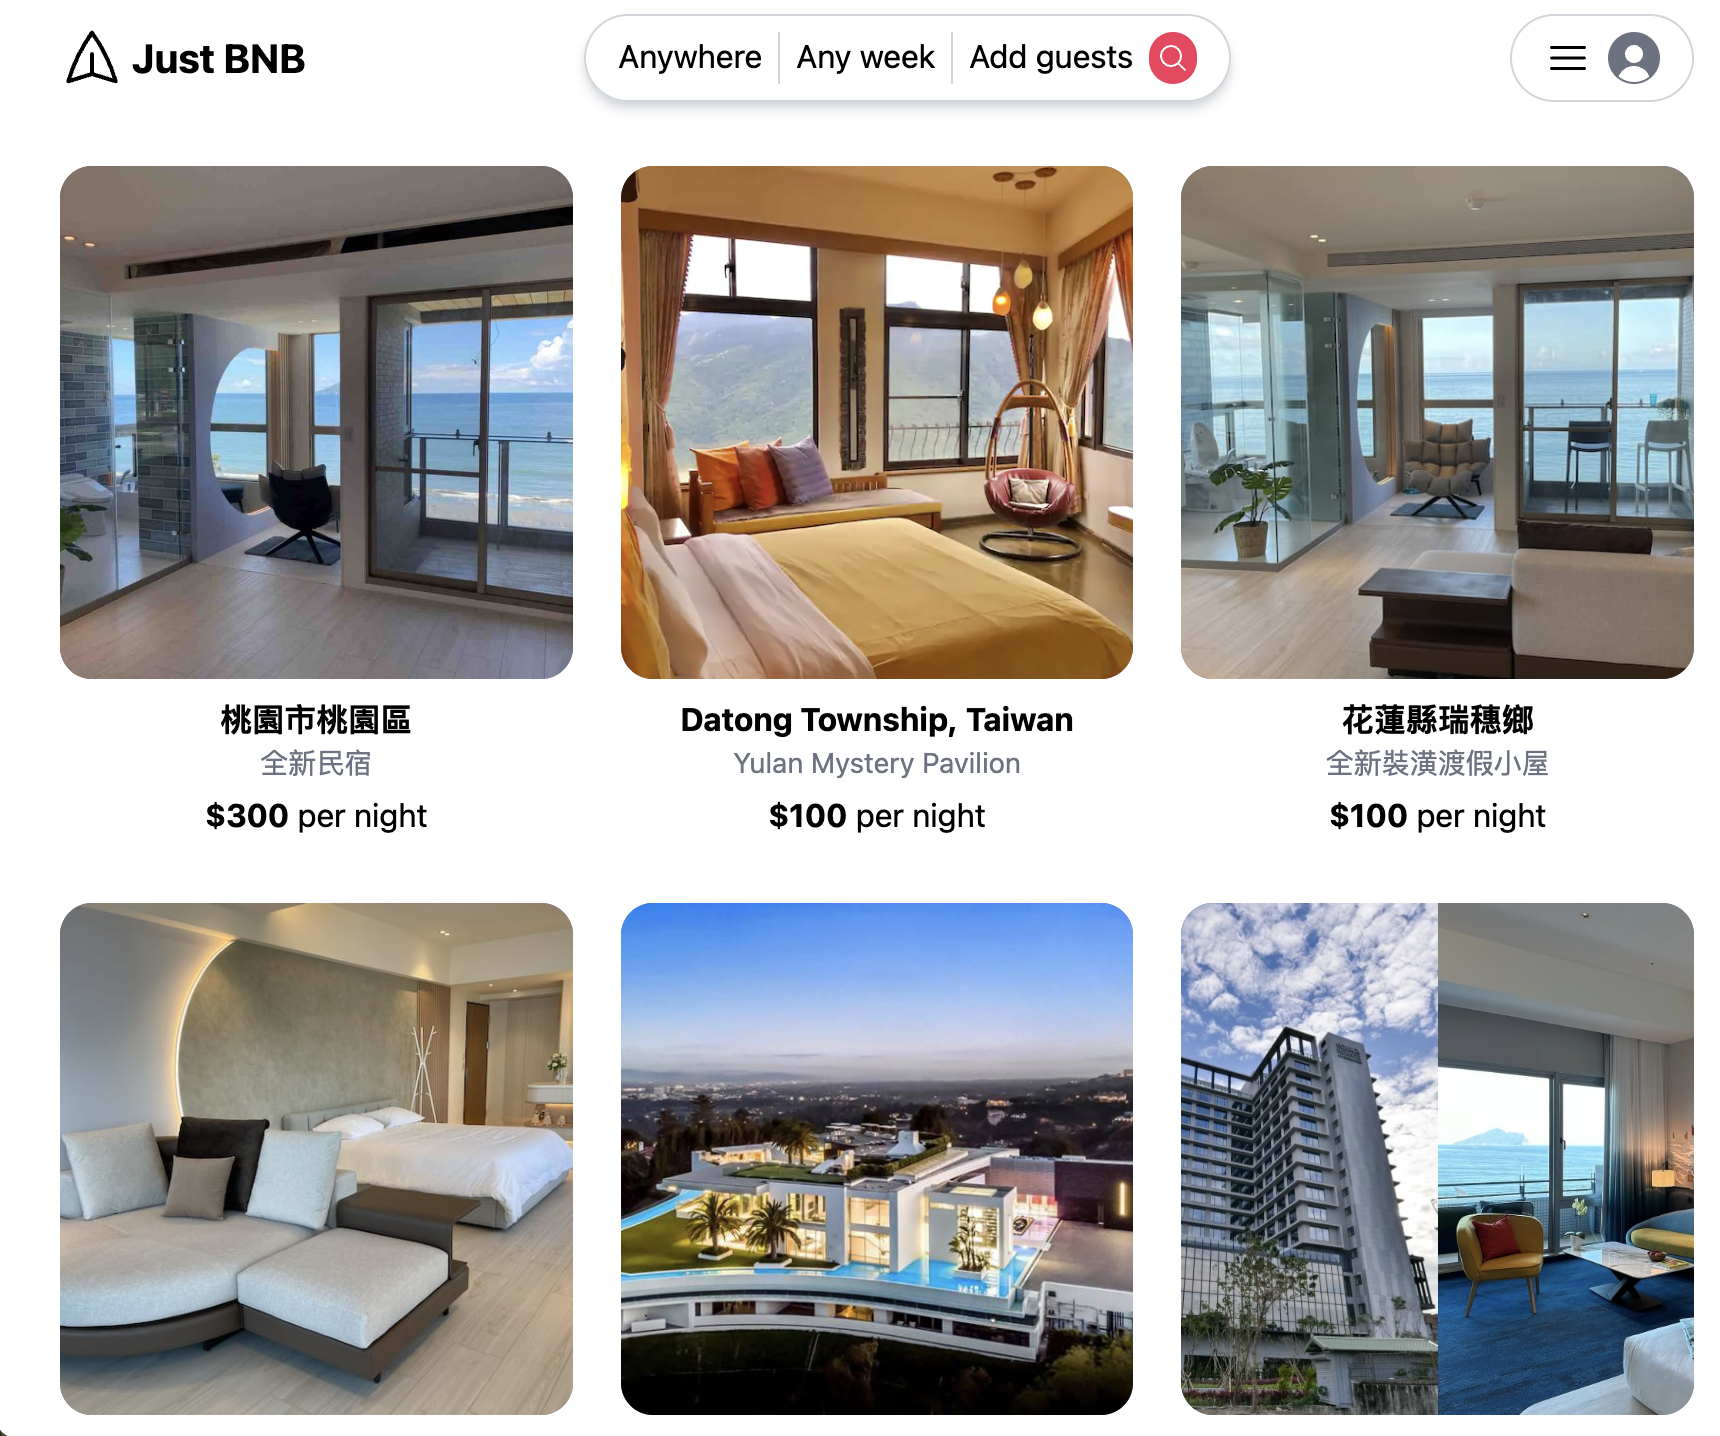 Just BNB
Anywhere
Any week
Add guests
桃園市桃園區
全新民宿
$300 per night
Datong Township, Taiwan
Yulan Mystery Pavilion
$100 per night
花蓮縣瑞穗鄉
全新裝潢渡假小屋
$100 per night